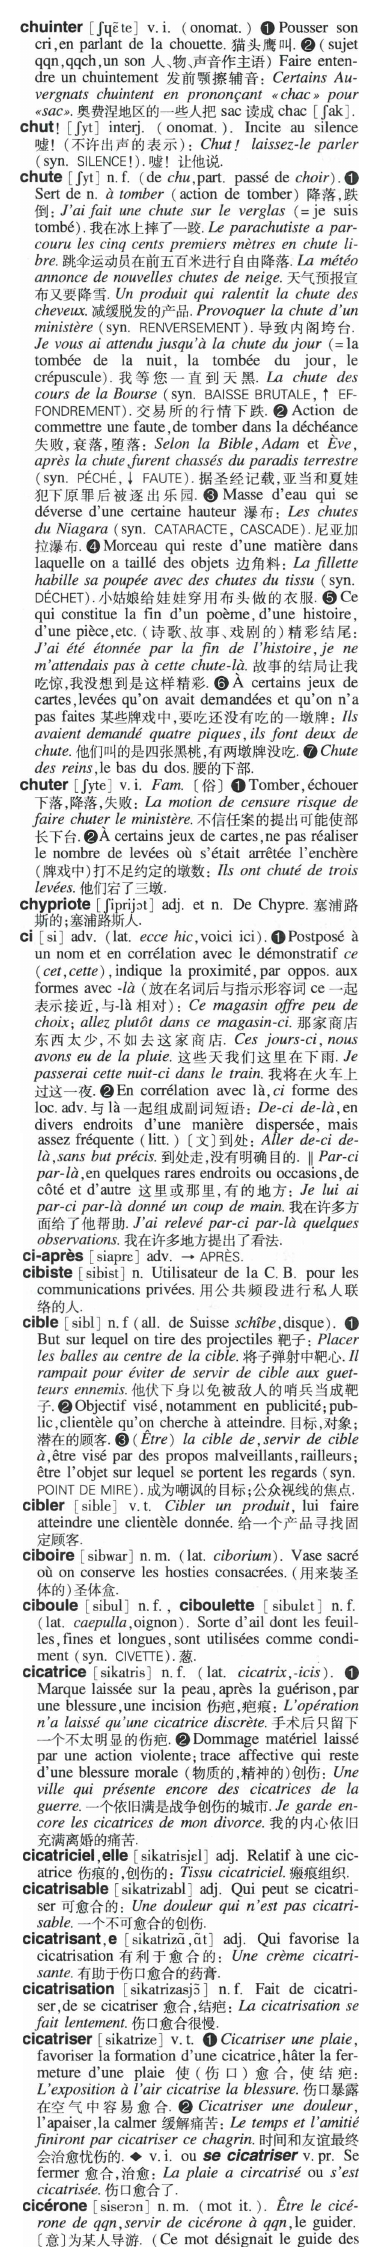 chuinter [ʃɥɛ̃te] v. i. (onomat.) ❶ Pousser son
cri, en parlant de la chouette. 猫头鹰叫. ❷ (sujet
qqn, qqch, un son 人、物、声音作主语) Faire enten-
dre un chuintement 发前颚擦辅音: Certains Au-
vergnats chuintent en prononçant «chac» pour
«sac». 奥费涅地区的一些人把 sac 读成 chac [ʃak].
chut! [ʃyt] interj. (onomat.). Incite au silence
嘘! (不许出声的表示): Chut! laissez-le parler
(syn. SILENCE!). 嘘! 让他说.
chute [ʃyt] n. f. (de chu, part. passé de choir). ❶
Sert de n. à tomber (action de tomber) 降落, 跌
倒: J'ai fait une chute sur le verglas (= je suis
tombé). 我在冰上摔了一跤. Le parachutiste a par-
couru les cinq cents premiers mètres en chute li-
bre. 跳伞运动员在前五百米进行自由降落. La météo
annonce de nouvelles chutes de neige. 天气预报宣
布又要降雪. Un produit qui ralentit la chute des
cheveux. 减缓脱发的产品. Provoquer la chute d'un
ministère (syn. RENVERSEMENT). 导致内阁垮台.
Je vous ai attendu jusqu'à la chute du jour (= la
tombée de la nuit, la tombée du jour, le
crépuscule). 我等您一直到天黑. La chute des
cours de la Bourse (syn. BAISSE BRUTALE, ↑ EF-
FONDREMENT). 交易所的行情下跌. ❷ Action de
commettre une faute, de tomber dans la déchéance
失败, 衰落, 堕落: Selon la Bible, Adam et Ève,
après la chute, furent chassés du paradis terrestre
(syn. PÉCHÉ, ↓ FAUTE). 据圣经记载, 亚当和夏娃
犯下原罪后被逐出乐园. ❸ Masse d'eau qui se
déverse d'une certaine hauteur 瀑布: Les chutes
du Niagara (syn. CATARACTE, CASCADE). 尼亚加
拉瀑布. ❹ Morceau qui reste d'une matière dans
laquelle on a taillé des objets 边角料: La fillette
habille sa poupée avec des chutes du tissu (syn.
DÉCHET). 小姑娘给娃娃穿用布头做的衣服. ❺ Ce
qui constitue la fin d'un poème, d'une histoire,
d'une pièce, etc. (诗歌、故事、戏剧的) 精彩结尾:
J'ai été étonnée par la fin de l'histoire, je ne
m'attendais pas à cette chute-là. 故事的结局让我
吃惊, 我没想到是这样精彩. ❻ À certains jeux de
cartes, levées qu'on avait demandées et qu'on n'a
pas faites 某些牌戏中, 要吃还没有吃的一墩牌: Ils
avaient demandé quatre piques, ils font deux de
chute. 他们叫的是四张黑桃, 有两墩牌没吃. ❼ Chute
des reins, le bas du dos. 腰的下部.
chuter [ʃyte] v. i. Fam. 〔俗〕 ❶ Tomber, échouer
下落, 降落, 失败: La motion de censure risque de
faire chuter le ministère. 不信任案的提出可能使部
长下台. ❷ À certains jeux de cartes, ne pas réaliser
le nombre de levées où s'était arrêtée l'enchère
(牌戏中) 打不足约定的墩数: Ils ont chuté de trois
levées. 他们宕了三墩.
chypriote [ʃiprijɔt] adj. et n. De Chypre. 塞浦路
斯的; 塞浦路斯人.
ci [si] adv. (lat. ecce hic, voici ici). ❶ Postposé à
un nom et en corrélation avec le démonstratif ce
(cet, cette), indique la proximité, par oppos. aux
formes avec -là (放在名词后与指示形容词 ce 一起
表示接近, 与-là 相对): Ce magasin offre peu de
choix; allez plutôt dans ce magasin-ci. 那家商店
东西太少, 不如去这家商店. Ces jours-ci, nous
avons eu de la pluie. 这些天我们这里在下雨. Je
passerai cette nuit-ci dans le train. 我将在火车上
过这一夜. ❷ En corrélation avec là, ci forme des
loc. adv. 与 là 一起组成副词短语: De-ci de-là, en
divers endroits d'une manière dispersée, mais
assez fréquente (litt.) 〔文〕 到处: Aller de-ci de-
là, sans but précis. 到处走, 没有明确目的. ‖ Par-ci
par-là, en quelques rares endroits ou occasions, de
côté et d'autre 这里或那里, 有的地方: Je lui ai
par-ci par-là donné un coup de main. 我在许多方
面给了他帮助. J'ai relevé par-ci par-là quelques
observations. 我在许多地方提出了看法.
ci-après [siaprɛ] adv. → APRÈS.
cibiste [sibist] n. Utilisateur de la C. B. pour les
communications privées. 用公共频段进行私人联
络的人.
cible [sibl] n. f (all. de Suisse schîbe, disque). ❶
But sur lequel on tire des projectiles 靶子: Placer
les balles au centre de la cible. 将子弹射中靶心. Il
rampait pour éviter de servir de cible aux guet-
teurs ennemis. 他伏下身以免被敌人的哨兵当成靶
子. ❷ Objectif visé, notamment en publicité; pub-
lic, clientèle qu'on cherche à atteindre. 目标, 对象;
潜在的顾客. ❸ (Être) la cible de, servir de cible
à, être visé par des propos malveillants, railleurs;
être l'objet sur lequel se portent les regards (syn.
POINT DE MIRE). 成为嘲讽的目标; 公众视线的焦点.
cibler [sible] v. t. Cibler un produit, lui faire
atteindre une clientèle donnée. 给一个产品寻找固
定顾客.
ciboire [sibwar] n. m. (lat. ciborium). Vase sacré
où on conserve les hosties consacrées. (用来装圣
体的) 圣体盒.
ciboule [sibul] n. f., ciboulette [sibulɛt] n. f.
(lat. caepulla, oignon). Sorte d'ail dont les feuil-
les, fines et longues, sont utilisées comme condi-
ment (syn. CIVETTE). 葱.
cicatrice [sikatris] n. f. (lat. cicatrix, -icis). ❶
Marque laissée sur la peau, après la guérison, par
une blessure, une incision 伤疤, 疤痕: L'opération
n'a laissé qu'une cicatrice discrète. 手术后只留下
一个不太明显的伤疤. ❷ Dommage matériel laissé
par une action violente; trace affective qui reste
d'une blessure morale (物质的, 精神的) 创伤: Une
ville qui présente encore des cicatrices de la
guerre. 一个依旧满是战争创伤的城市. Je garde en-
core les cicatrices de mon divorce. 我的内心依旧
充满离婚的痛苦.
cicatriciel, elle [sikatrisjɛl] adj. Relatif à une cic-
atrice 伤痕的, 创伤的: Tissu cicatriciel. 瘢痕组织.
cicatrisable [sikatrizabl] adj. Qui peut se cicatri-
ser 可愈合的: Une douleur qui n'est pas cicatri-
sable. 一个不可愈合的创伤.
cicatrisant, e [sikatrizɑ̃, ɑ̃t] adj. Qui favorise la
cicatrisation 有利于愈合的: Une crème cicatri-
sante. 有助于伤口愈合的药膏.
cicatrisation [sikatrizasjɔ̃] n. f. Fait de cicatri-
ser, de se cicatriser 愈合, 结疤: La cicatrisation se
fait lentement. 伤口愈合很慢.
cicatriser [sikatrize] v. t. ❶ Cicatriser une plaie,
favoriser la formation d'une cicatrice, hâter la fer-
meture d'une plaie 使 (伤口) 愈合, 使结疤:
L'exposition à l'air cicatrise la blessure. 伤口暴露
在空气中容易愈合. ❷ Cicatriser une douleur,
l'apaiser, la calmer 缓解痛苦: Le temps et l'amitié
finiront par cicatriser ce chagrin. 时间和友谊最终
会治愈忧伤的. ◆ v. i. ou se cicatriser v. pr. Se
fermer 愈合, 治愈: La plaie a circatrisé ou s'est
cicatrisée. 伤口愈合了.
cicérone [siserɔn] n. m. (mot it.). Être le cicé-
rone de qqn, servir de cicérone à qqn, le guider.
〔意〕为某人导游. (Ce mot désignait le guide des